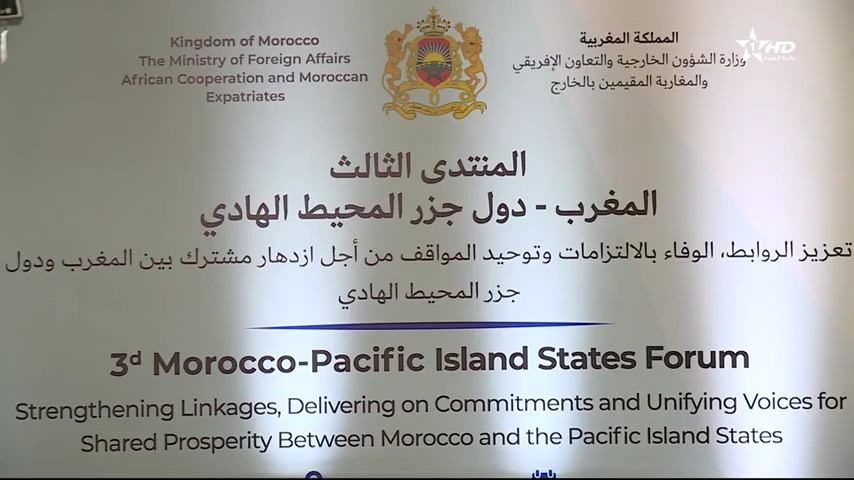 Kingdom of Morocco
The Ministry of Foreign Affairs
African Cooperation and Moroccan
Expatriates
المملكة المغربية
وزارة الشؤون الخارجية والتعاون الإفريقي
والمغاربة المقيمين بالخارج
1 HD
المنتدى الثالث
المغرب - دول جزر المحيط الهادي
تعزيز الروابط، الوفاء بالالتزامات وتوحيد المواقف من أجل ازدهار مشترك بين المغرب ودول
جزر المحيط الهادي
3ᵈ Morocco-Pacific Island States Forum
Strengthening Linkages, Delivering on Commitments and Unifying Voices for
Shared Prosperity Between Morocco and the Pacific Island States